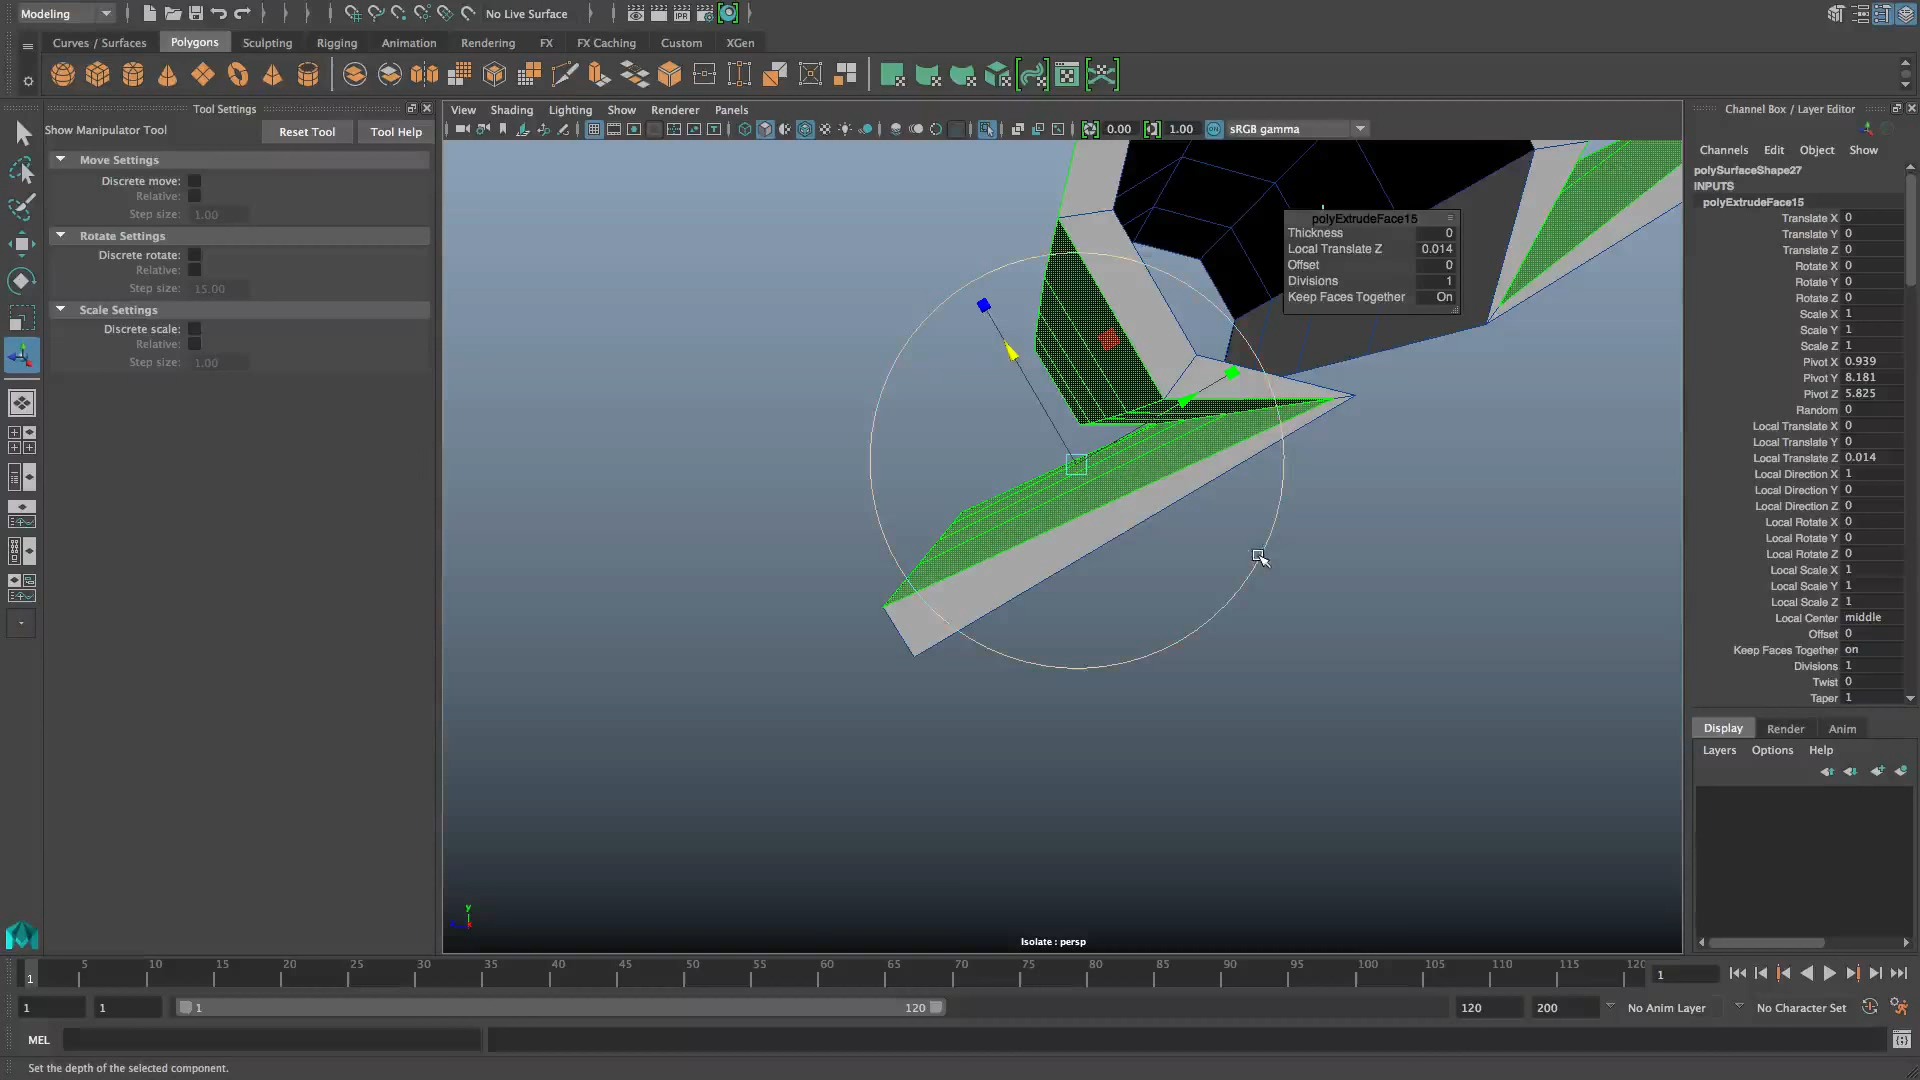 Modeling
No Live Surface
Curves / Surfaces
Polygons
Sculpting
Rigging
Animation
Rendering
FX
FX Caching
Custom
XGen
Tool Settings
Show Manipulator Tool
Reset Tool
Tool Help
Move Settings
Discrete move:
Relative:
Step size: 1.00
Rotate Settings
Discrete rotate:
Relative:
Step size: 15.00
Scale Settings
Discrete scale:
Relative:
Step size: 1.00
View Shading Lighting Show Renderer Panels
0.00
1.00
sRGB gamma
polyExtrudeFace15
Thickness 0
Local Translate Z 0.014
Offset 0
Divisions 1
Keep Faces Together On
y
Isolate : persp
Channel Box / Layer Editor
Channels Edit Object Show
polySurfaceShape27
INPUTS
polyExtrudeFace15
Translate X 0
Translate Y 0
Translate Z 0
Rotate X 0
Rotate Y 0
Rotate Z 0
Scale X 1
Scale Y 1
Scale Z 1
Pivot X 0.939
Pivot Y 8.181
Pivot Z 5.825
Random 0
Local Translate X 0
Local Translate Y 0
Local Translate Z 0.014
Local Direction X 1
Local Direction Y 0
Local Direction Z 0
Local Rotate X 0
Local Rotate Y 0
Local Rotate Z 0
Local Scale X 1
Local Scale Y 1
Local Scale Z 1
Local Center middle
Offset 0
Keep Faces Together on
Divisions 1
Twist 0
Taper 1
Display Render Anim
Layers Options Help
1 5 10 15 20 25 30 35 40 45 50 55 60 65 70 75 80 85 90 95 100 105 110 115 120
1
1 1 1 120 120 200
No Anim Layer
No Character Set
MEL
Set the depth of the selected component.